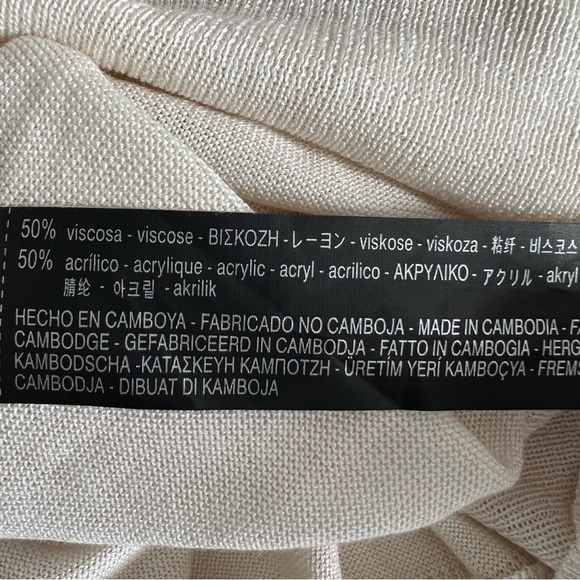 50% viscosa - viscose - ΒΙΣΚΟΖΗ - レーヨン - viskose - viskoza - 粘纤 - 비스코스
50% acrílico - acrylique - acrylic - acryl - acrilico - ΑΚΡΥΛΙΚΟ - アクリル - akryl
腈纶 - 아크릴 - akrilik
HECHO EN CAMBOYA - FABRICADO NO CAMBOJA - MADE IN CAMBODIA - FA
CAMBODGE - GEFABRICEERD IN CAMBODJA - FATTO IN CAMBOGIA - HERG
KAMBODSCHA -ΚΑΤΑΣΚΕΥΗ ΚΑΜΠΟΤΖΗ - ÜRETİM YERİ KAMBOÇYA - FREMS
CAMBODJA - DIBUAT DI KAMBOJA